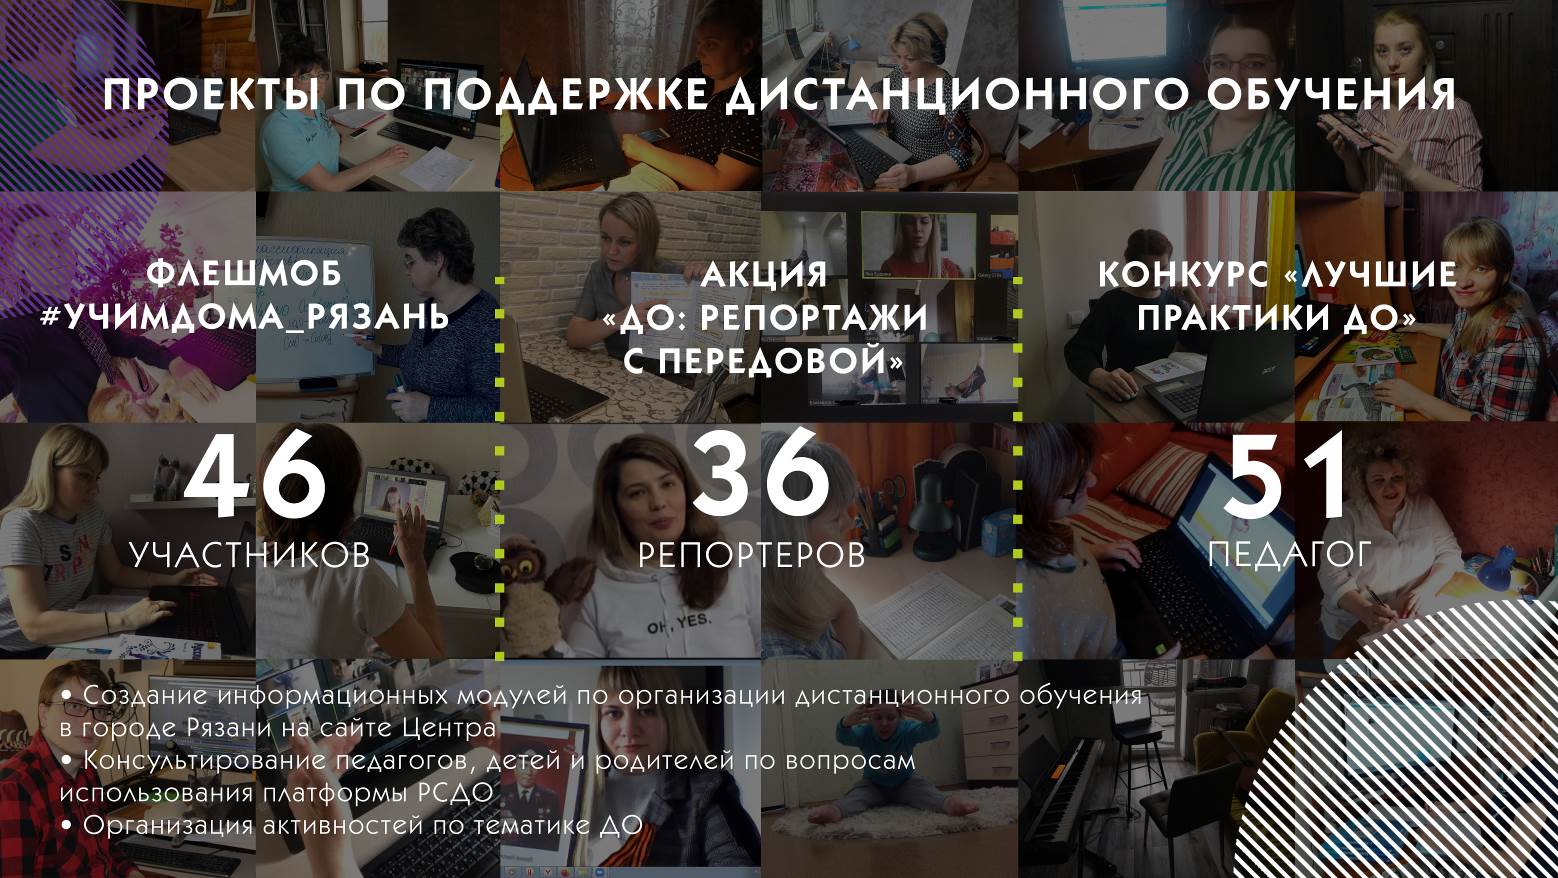 ПРОЕКТЫ ПО ПОДДЕРЖКЕ ДИСТАНЦИОННОГО ОБУЧЕНИЯ
ФЛЕШМОБ
#УЧИМДОМА_РЯЗАНЬ
46
УЧАСТНИКОВ
АКЦИЯ
«ДО: РЕПОРТАЖИ
С ПЕРЕДОВОЙ»
36
РЕПОРТЕРОВ
КОНКУРС «ЛУЧШИЕ
ПРАКТИКИ ДО»
51
ПЕДАГОГ
OH, YES.
• Создание информационных модулей по организации дистанционного обучения
в городе Рязани на сайте Центра
• Консультирование педагогов, детей и родителей по вопросам
использования платформы РСДО
• Организация активностей по тематике ДО